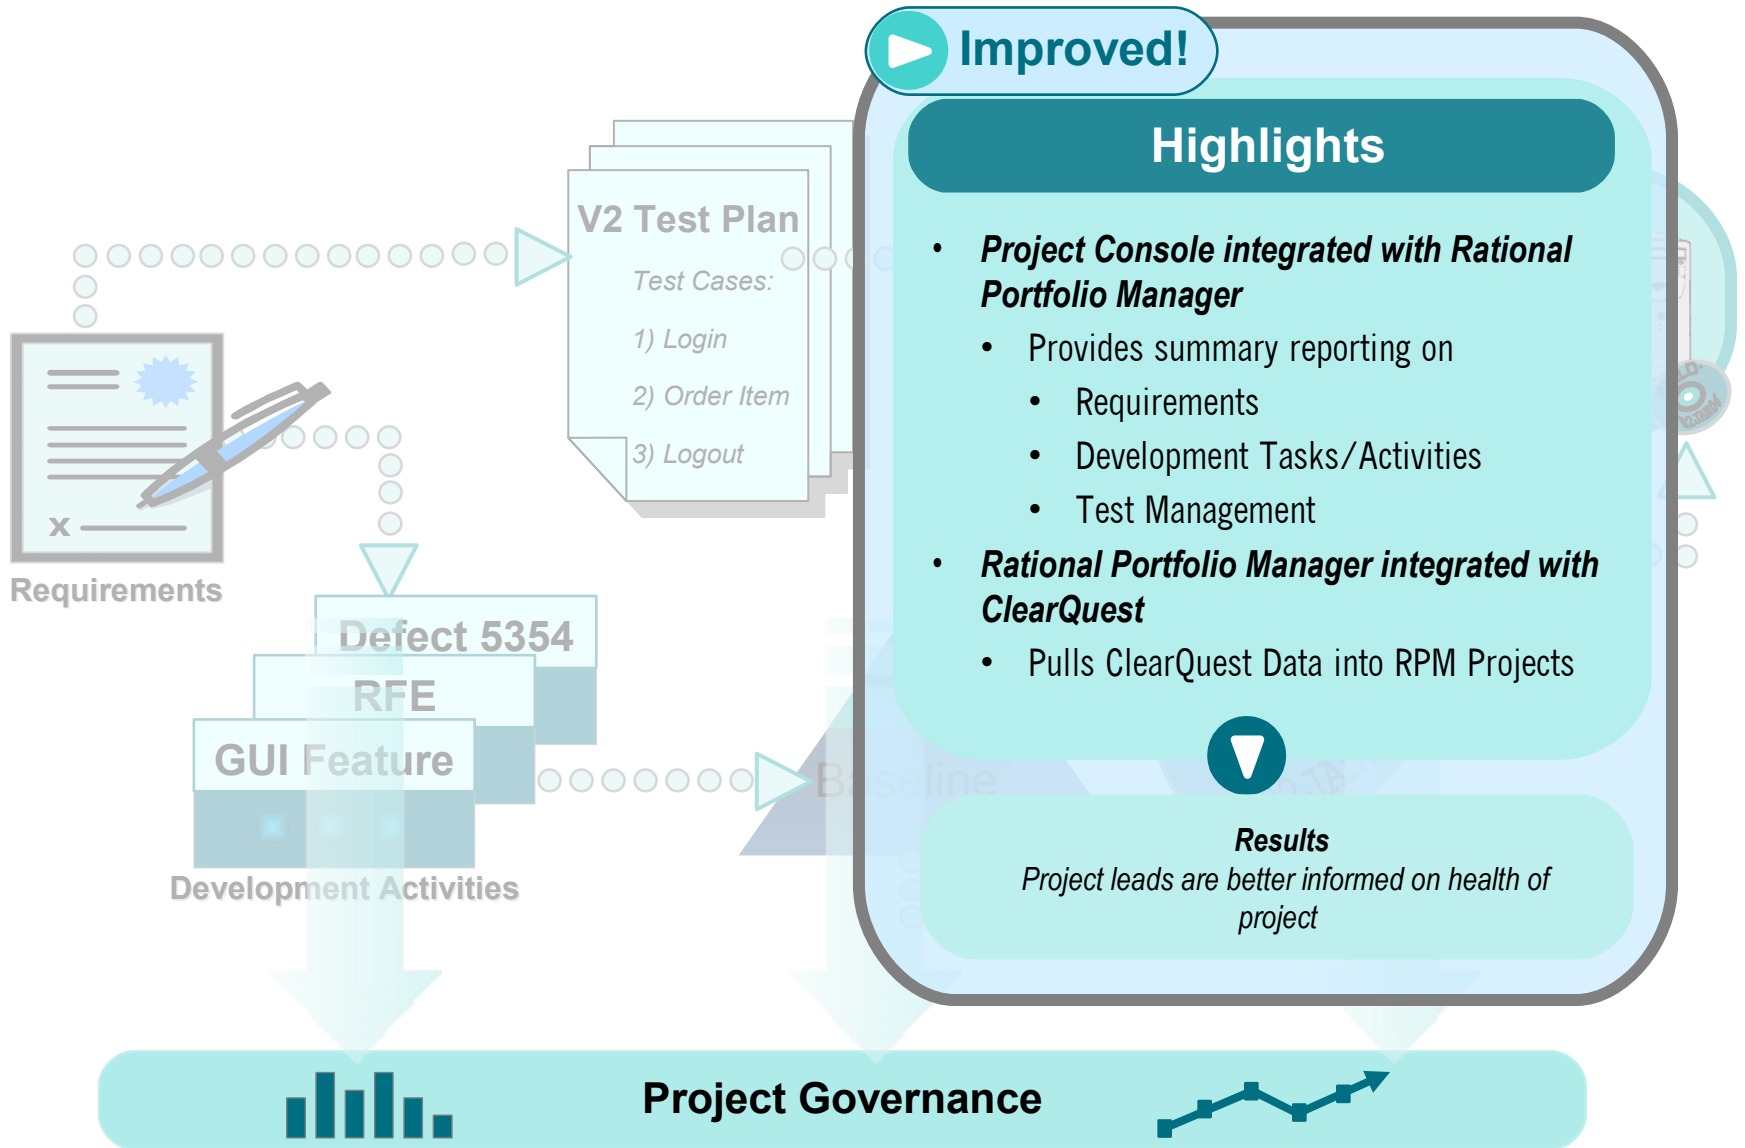 Improved!
Highlights
• Project Console integrated with Rational
Portfolio Manager
• Provides summary reporting on
• Requirements
• Development Tasks/Activities
• Test Management
• Rational Portfolio Manager integrated with
ClearQuest
• Pulls ClearQuest Data into RPM Projects
Results
Project leads are better informed on health of
project
V2 Test Plan
Test Cases:
1) Login
2) Order Item
3) Logout
x
Requirements
Defect 5354
RFE
GUI Feature
Development Activities
Baseline
Project Governance